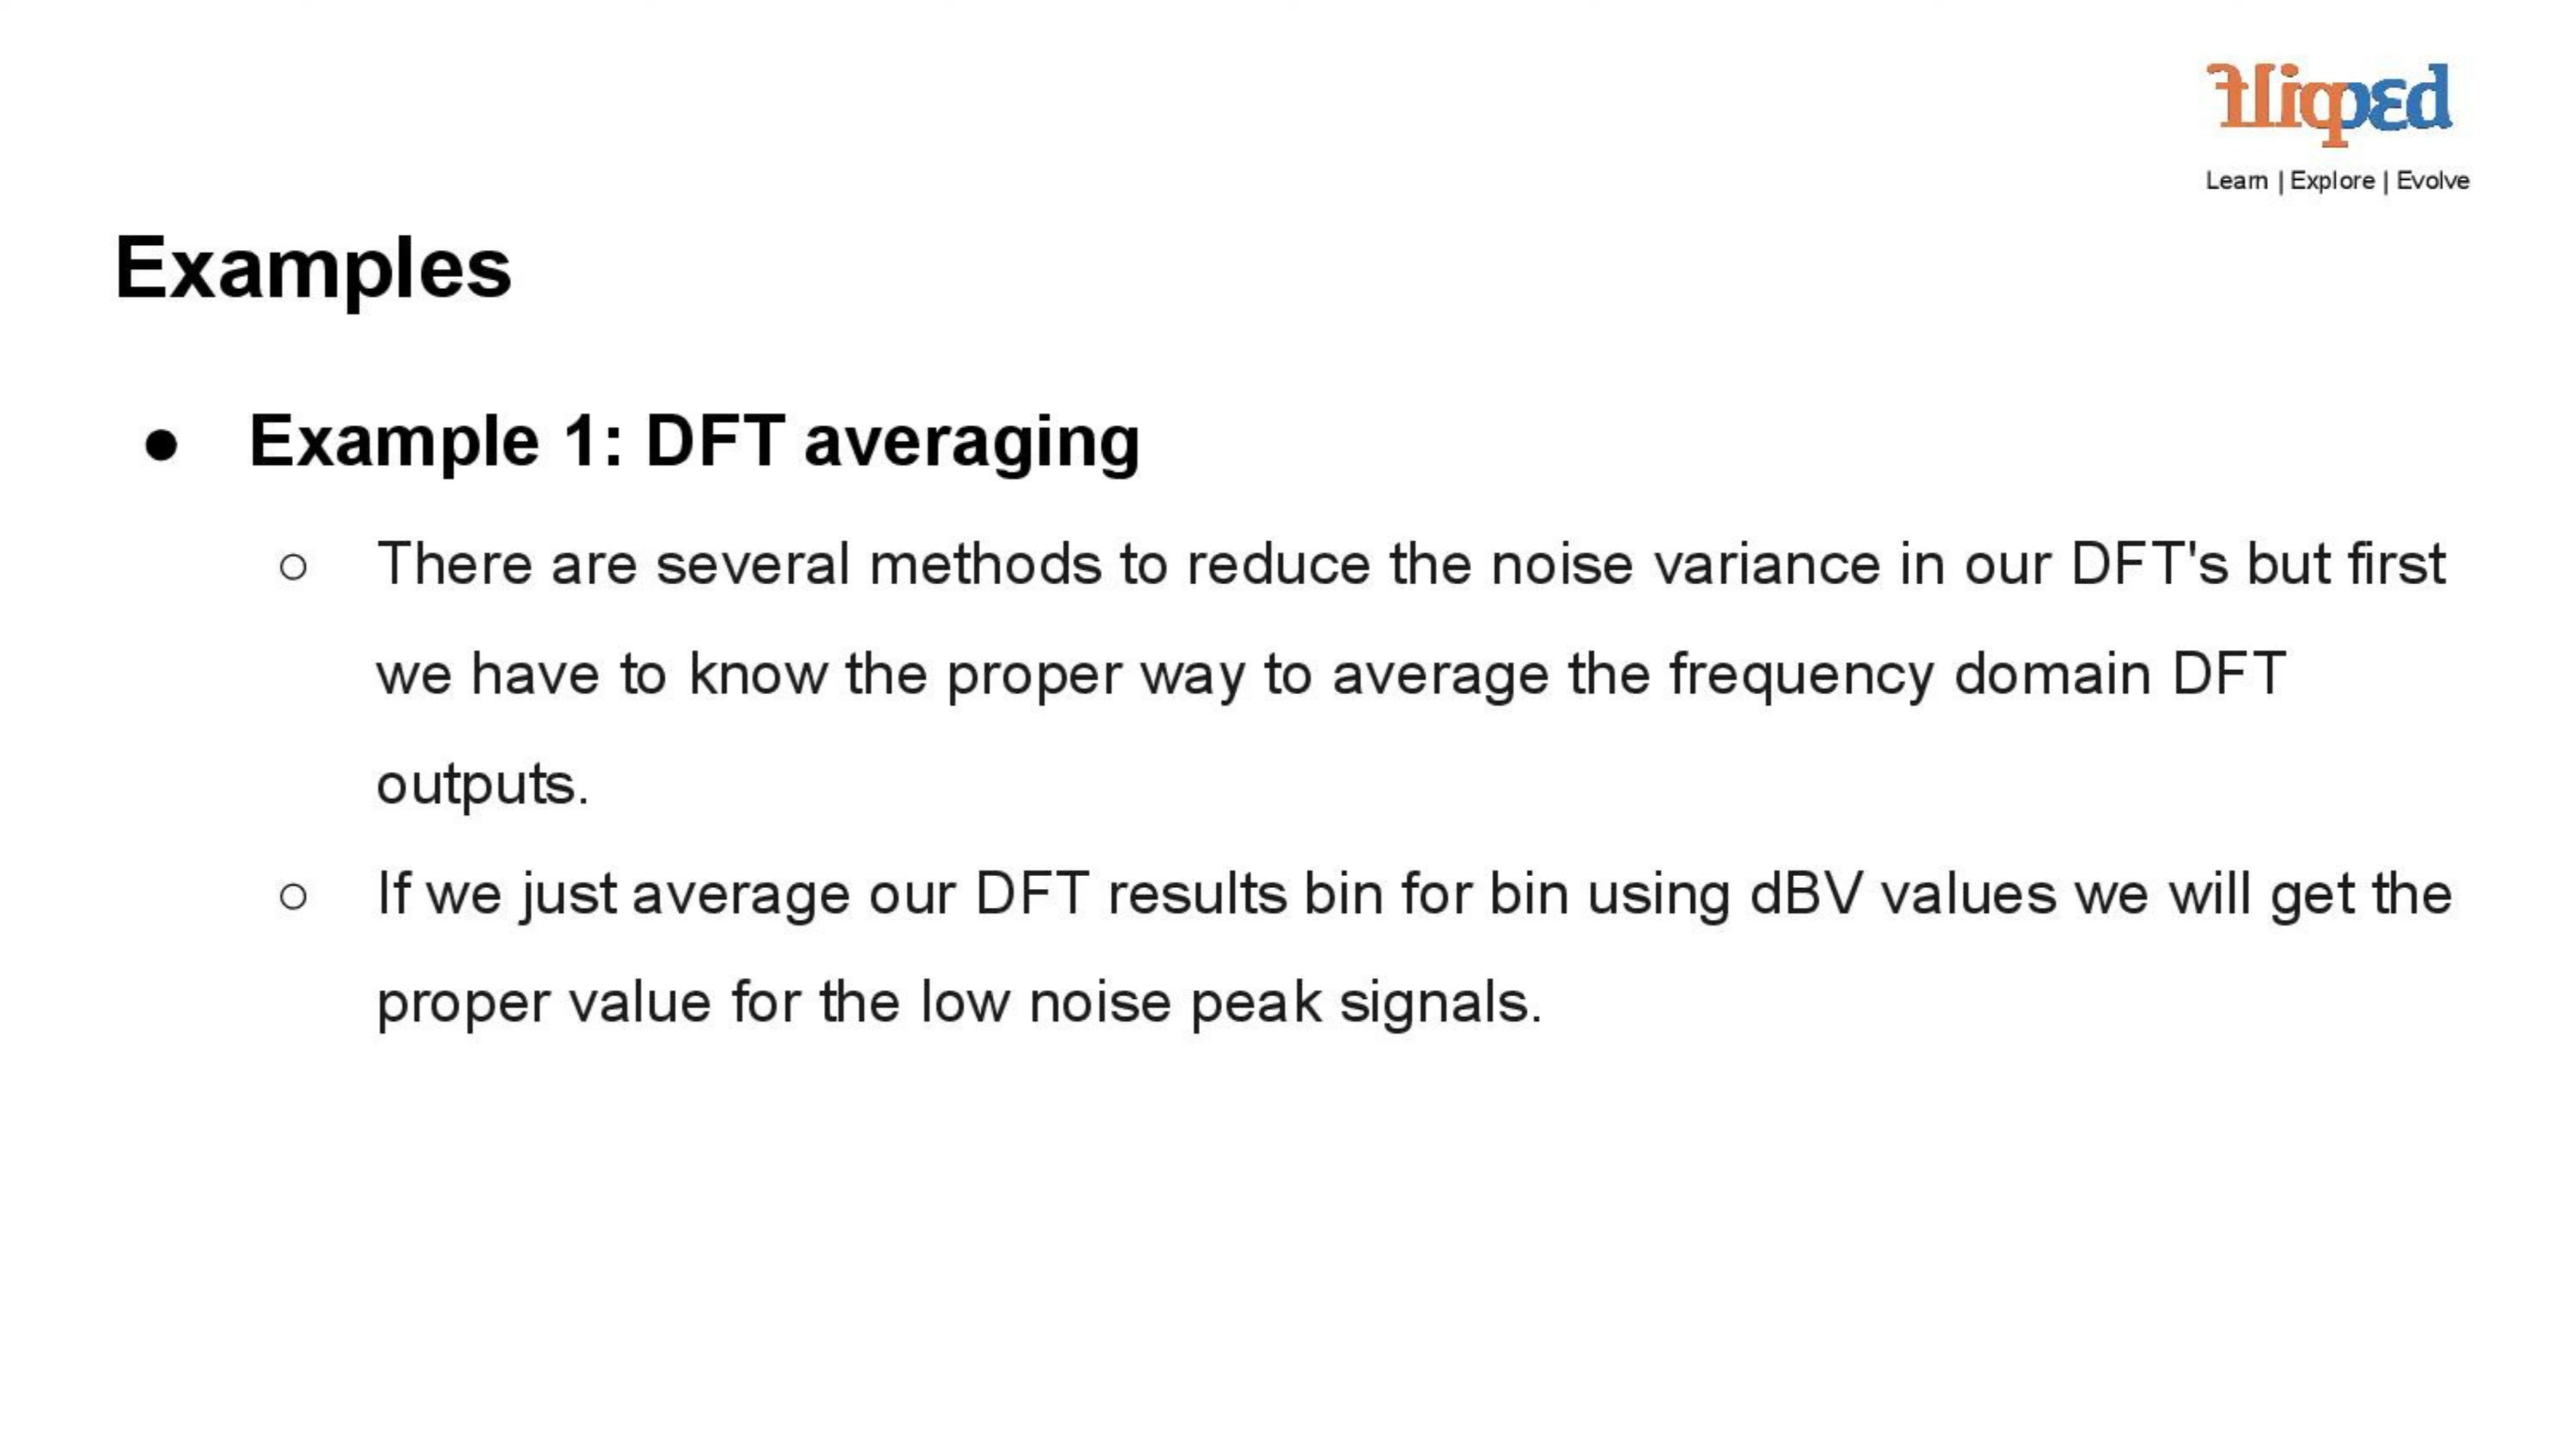 flipped
Learn | Explore | Evolve
Examples
● Example 1: DFT averaging
○ There are several methods to reduce the noise variance in our DFT's but first
we have to know the proper way to average the frequency domain DFT
outputs.
○ If we just average our DFT results bin for bin using dBV values we will get the
proper value for the low noise peak signals.